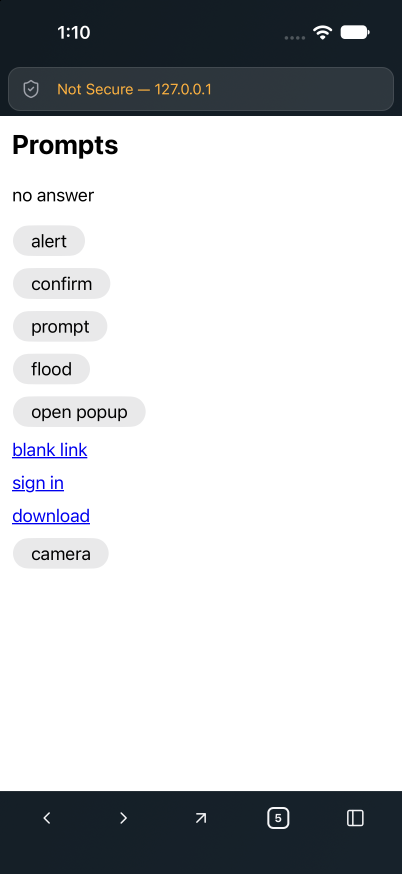 1:10
Not Secure — 127.0.0.1
Prompts
no answer
alert
confirm
prompt
flood
open popup
blank link
sign in
download
camera
5